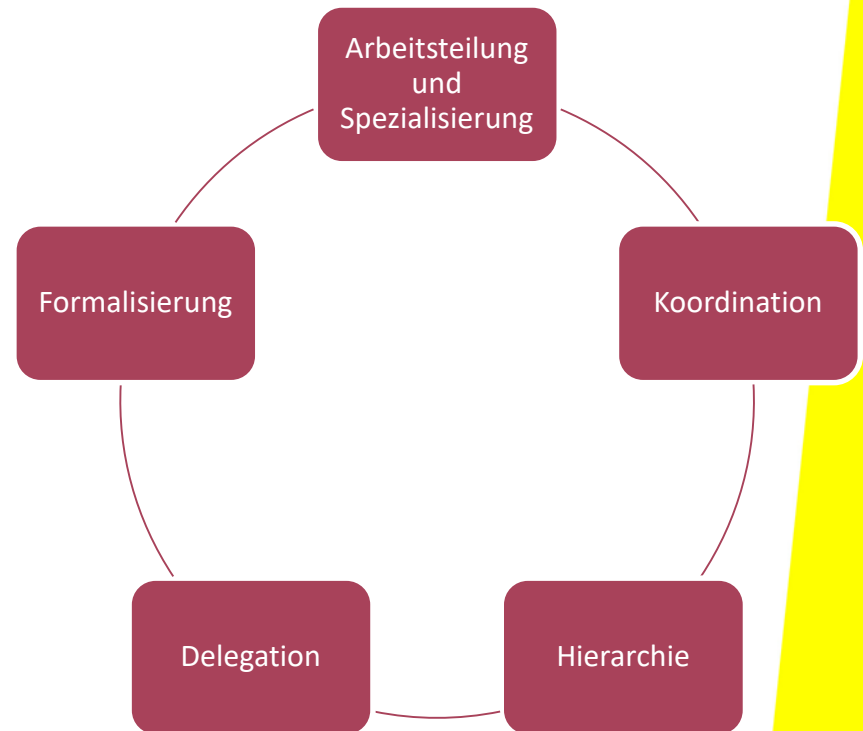 Arbeitsteilung
und
Spezialisierung
Formalisierung
Koordination
Delegation
Hierarchie